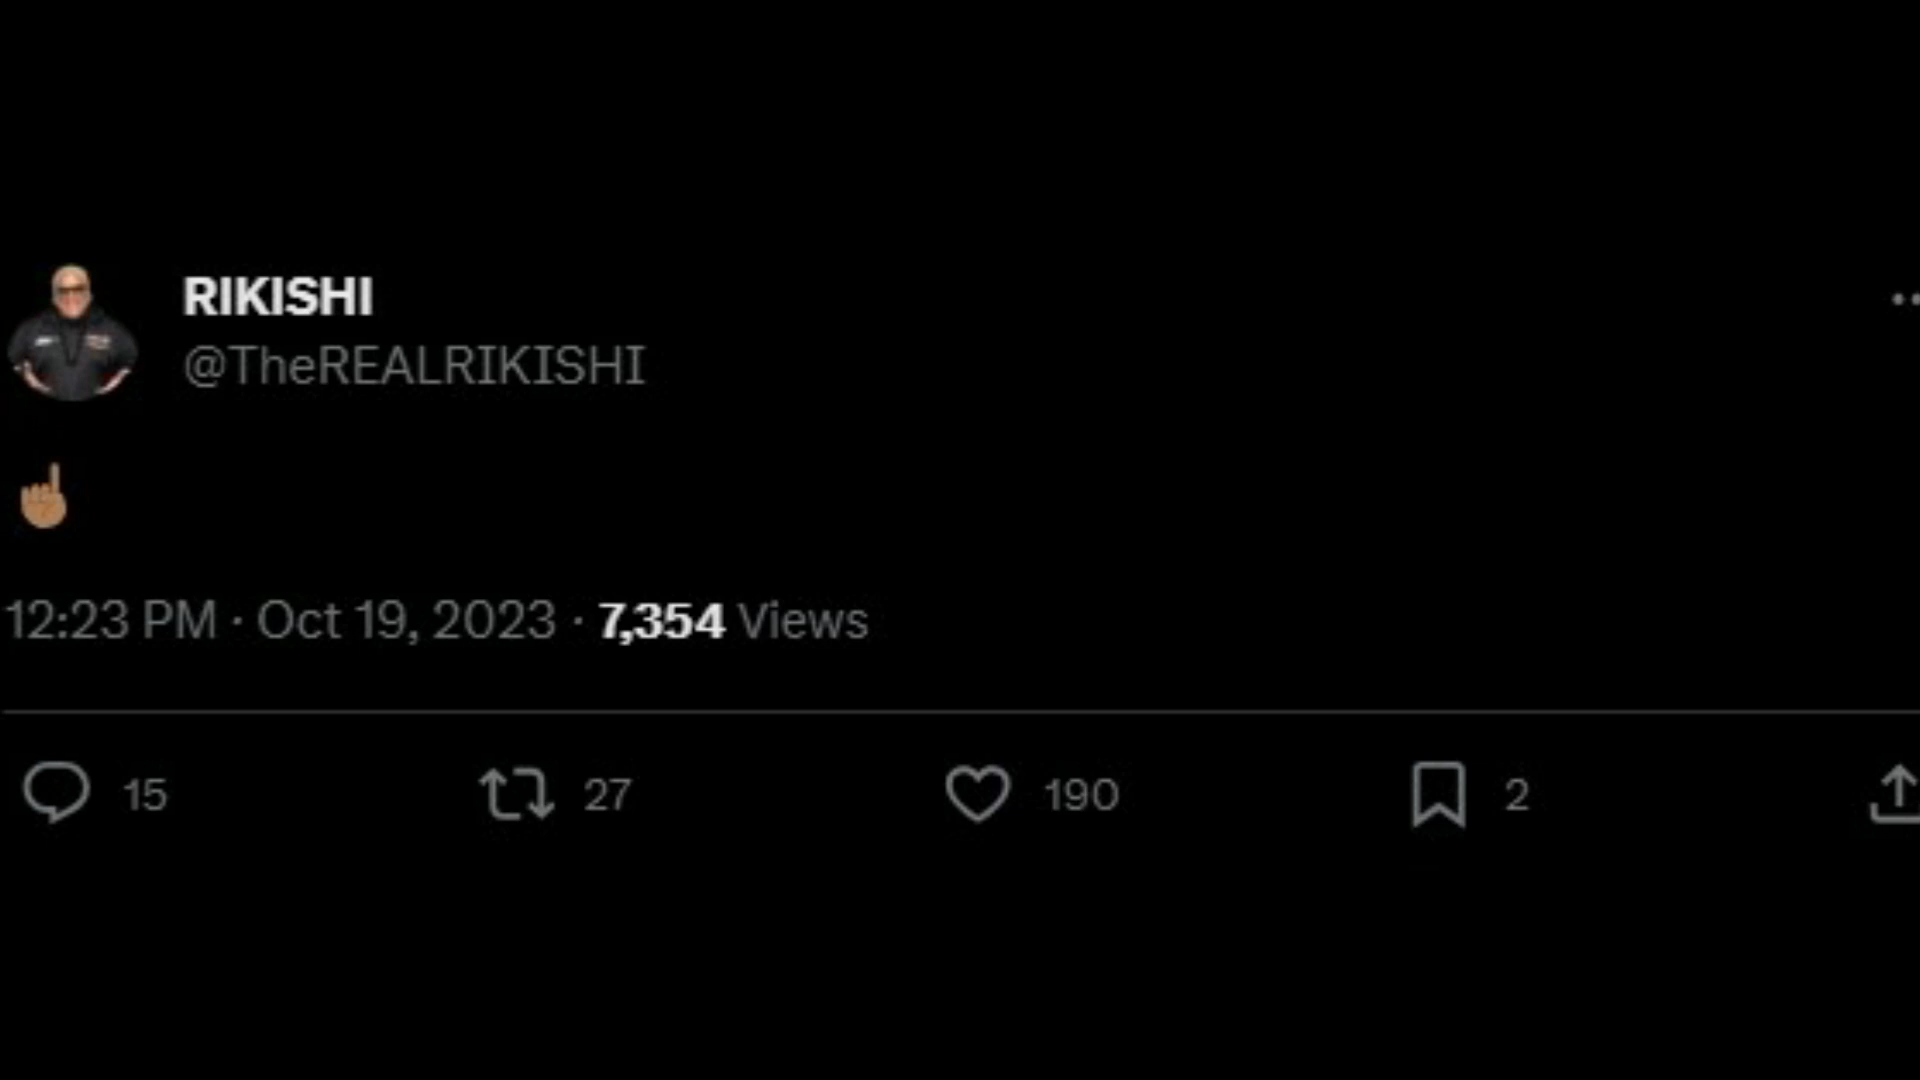 RIKISHI
@TheREALRIKISHI
☝🏽
12:23 PM · Oct 19, 2023 · 7,354 Views
15 27 190 2